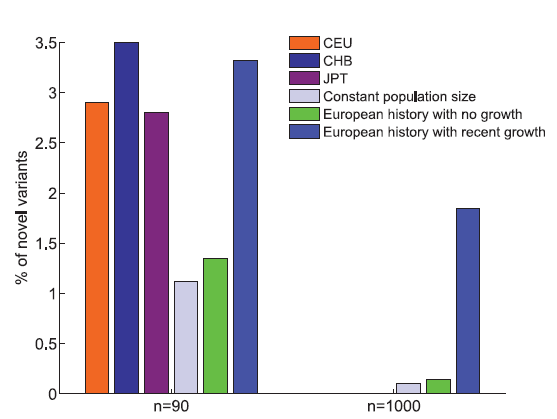 3.5
3
2.5
2
1.5
1
0.5
0
% of novel variants
CEU
CHB
JPT
Constant population size
European history with no growth
European history with recent growth
n=90
n=1000